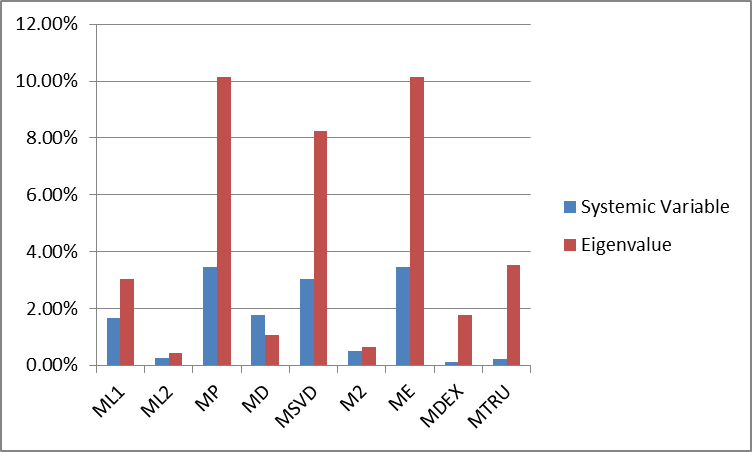 12.00%
10.00%
8.00%
6.00%
4.00%
2.00%
0.00%
ML1
ML2
MP
MD
MSVD
M2
ME
MDEX
MTRU
Systemic Variable
Eigenvalue